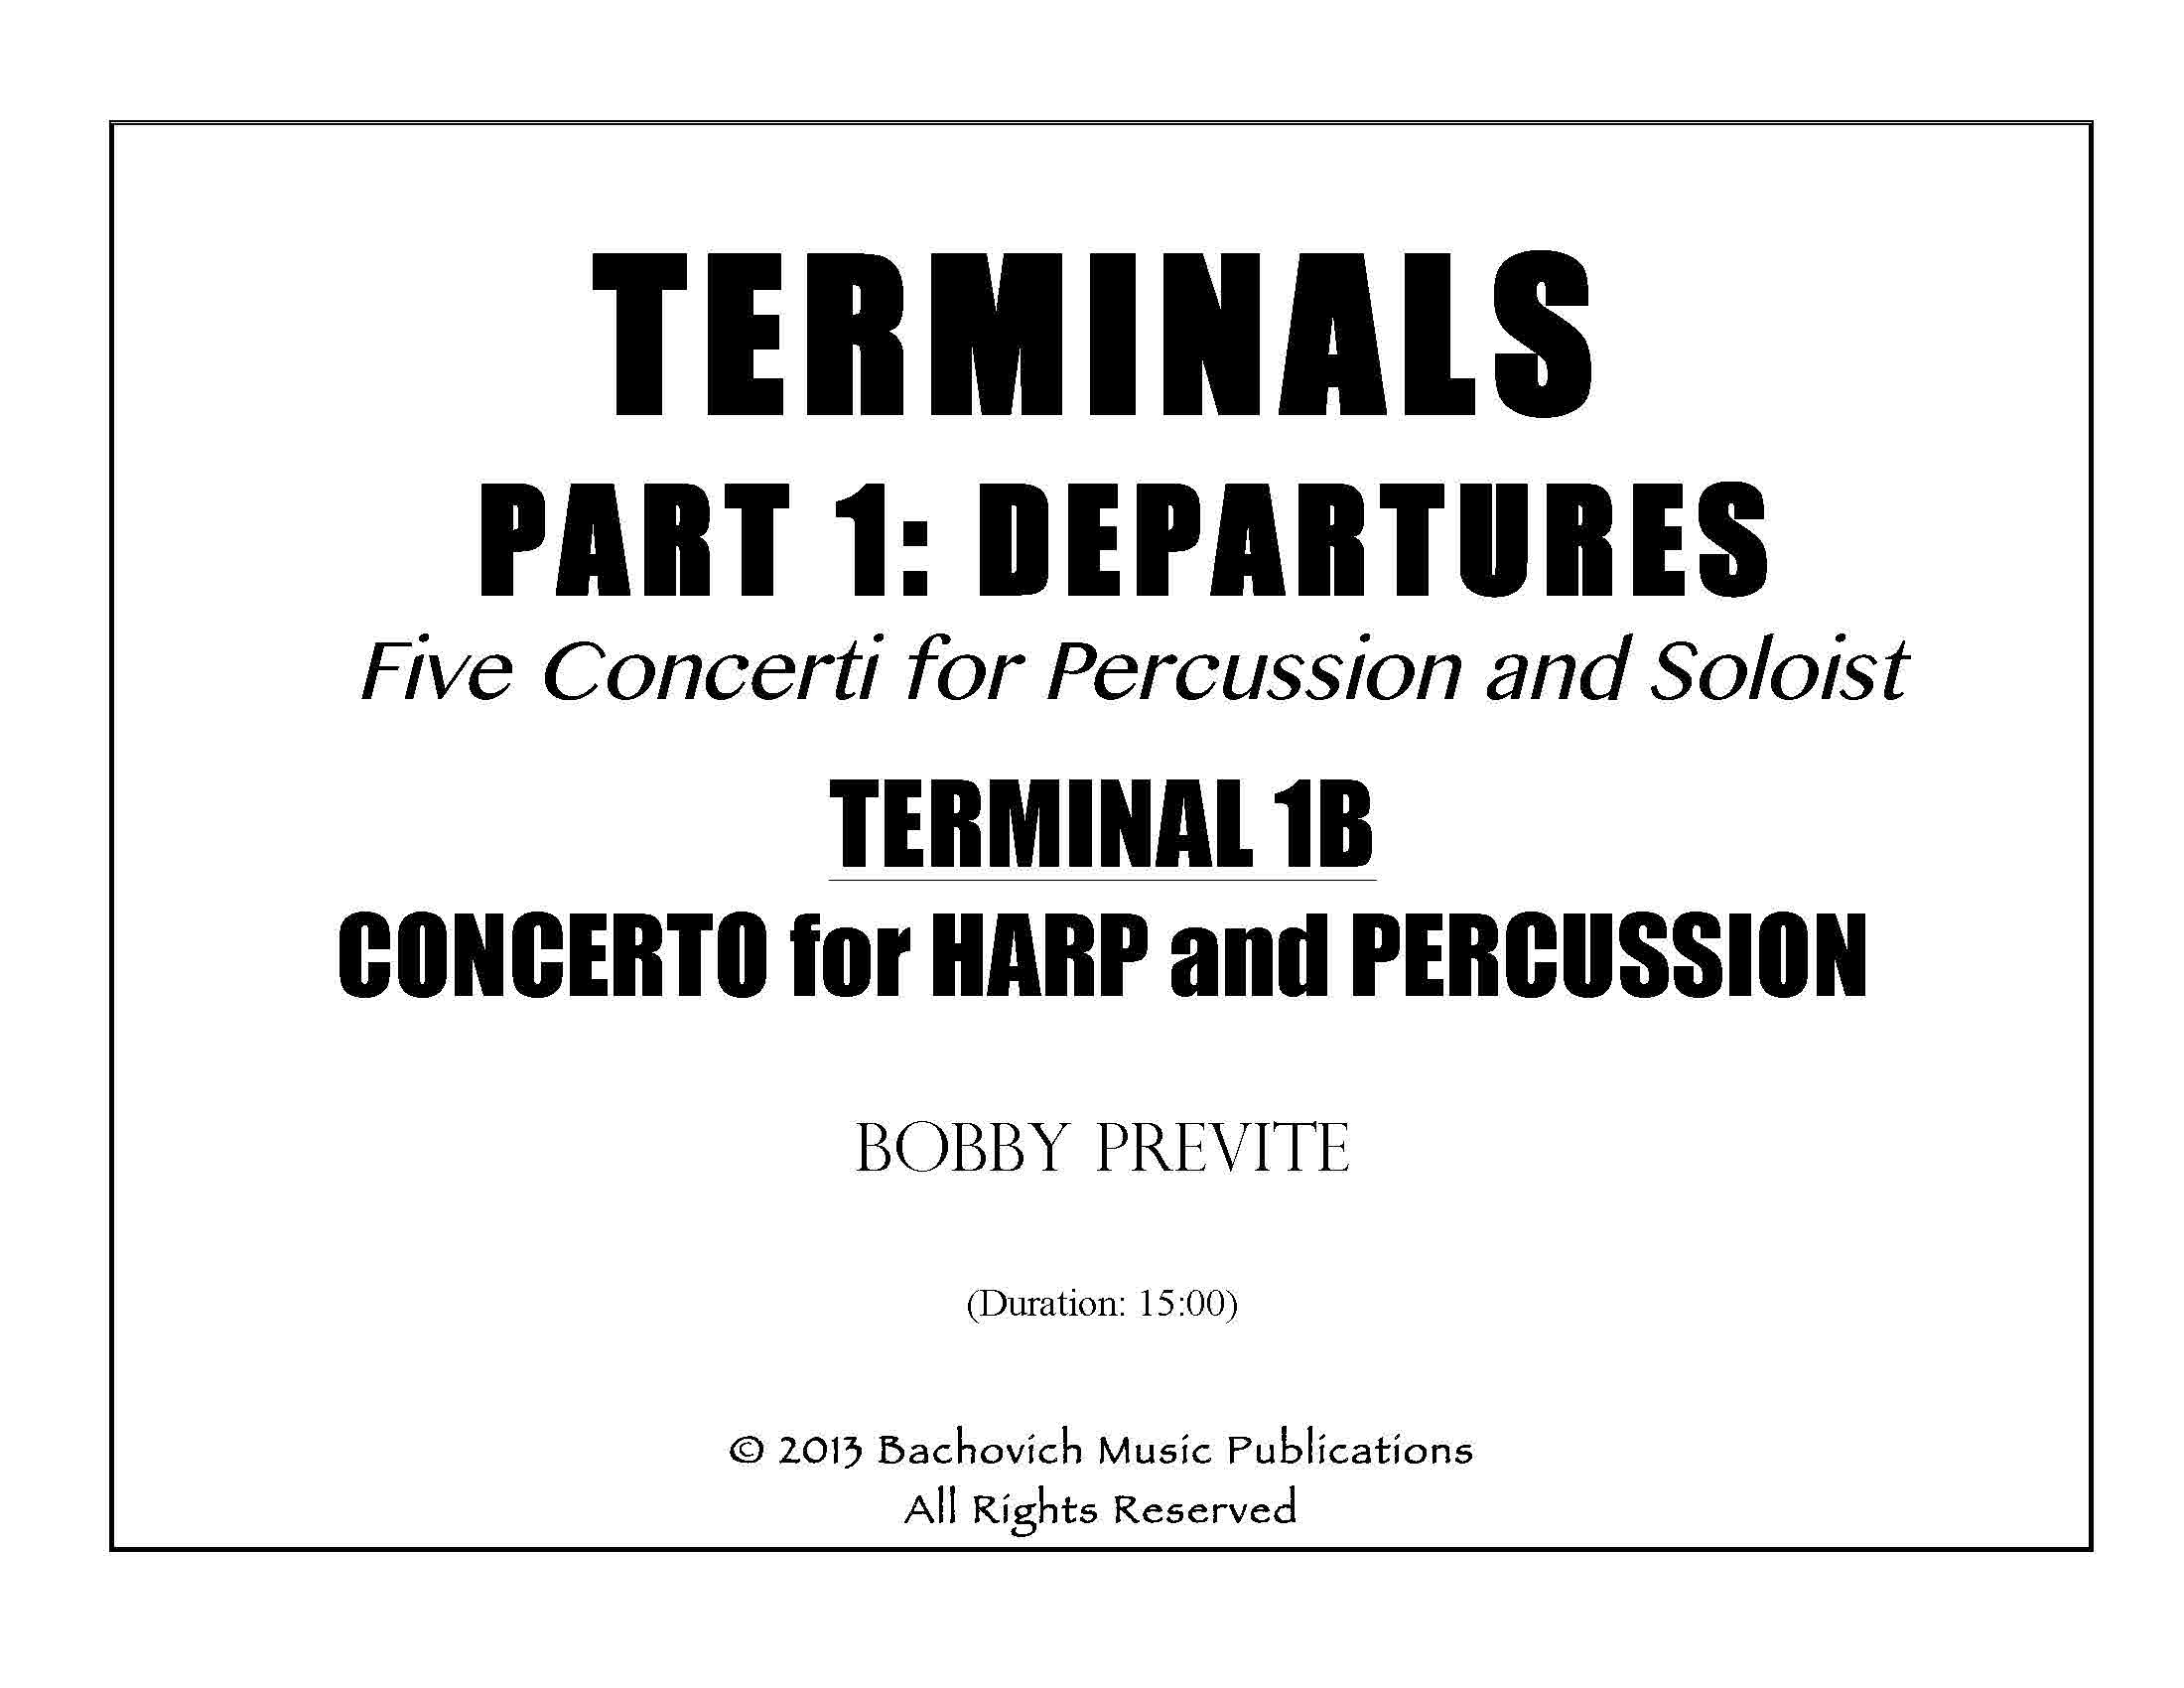 TERMINALS
PART 1: DEPARTURES
Five Concerti for Percussion and Soloist
TERMINAL 1B
CONCERTO for HARP and PERCUSSION
BOBBY PREVITE
(Duration: 15:00)
© 2013 Bachovich Music Publications
All Rights Reserved